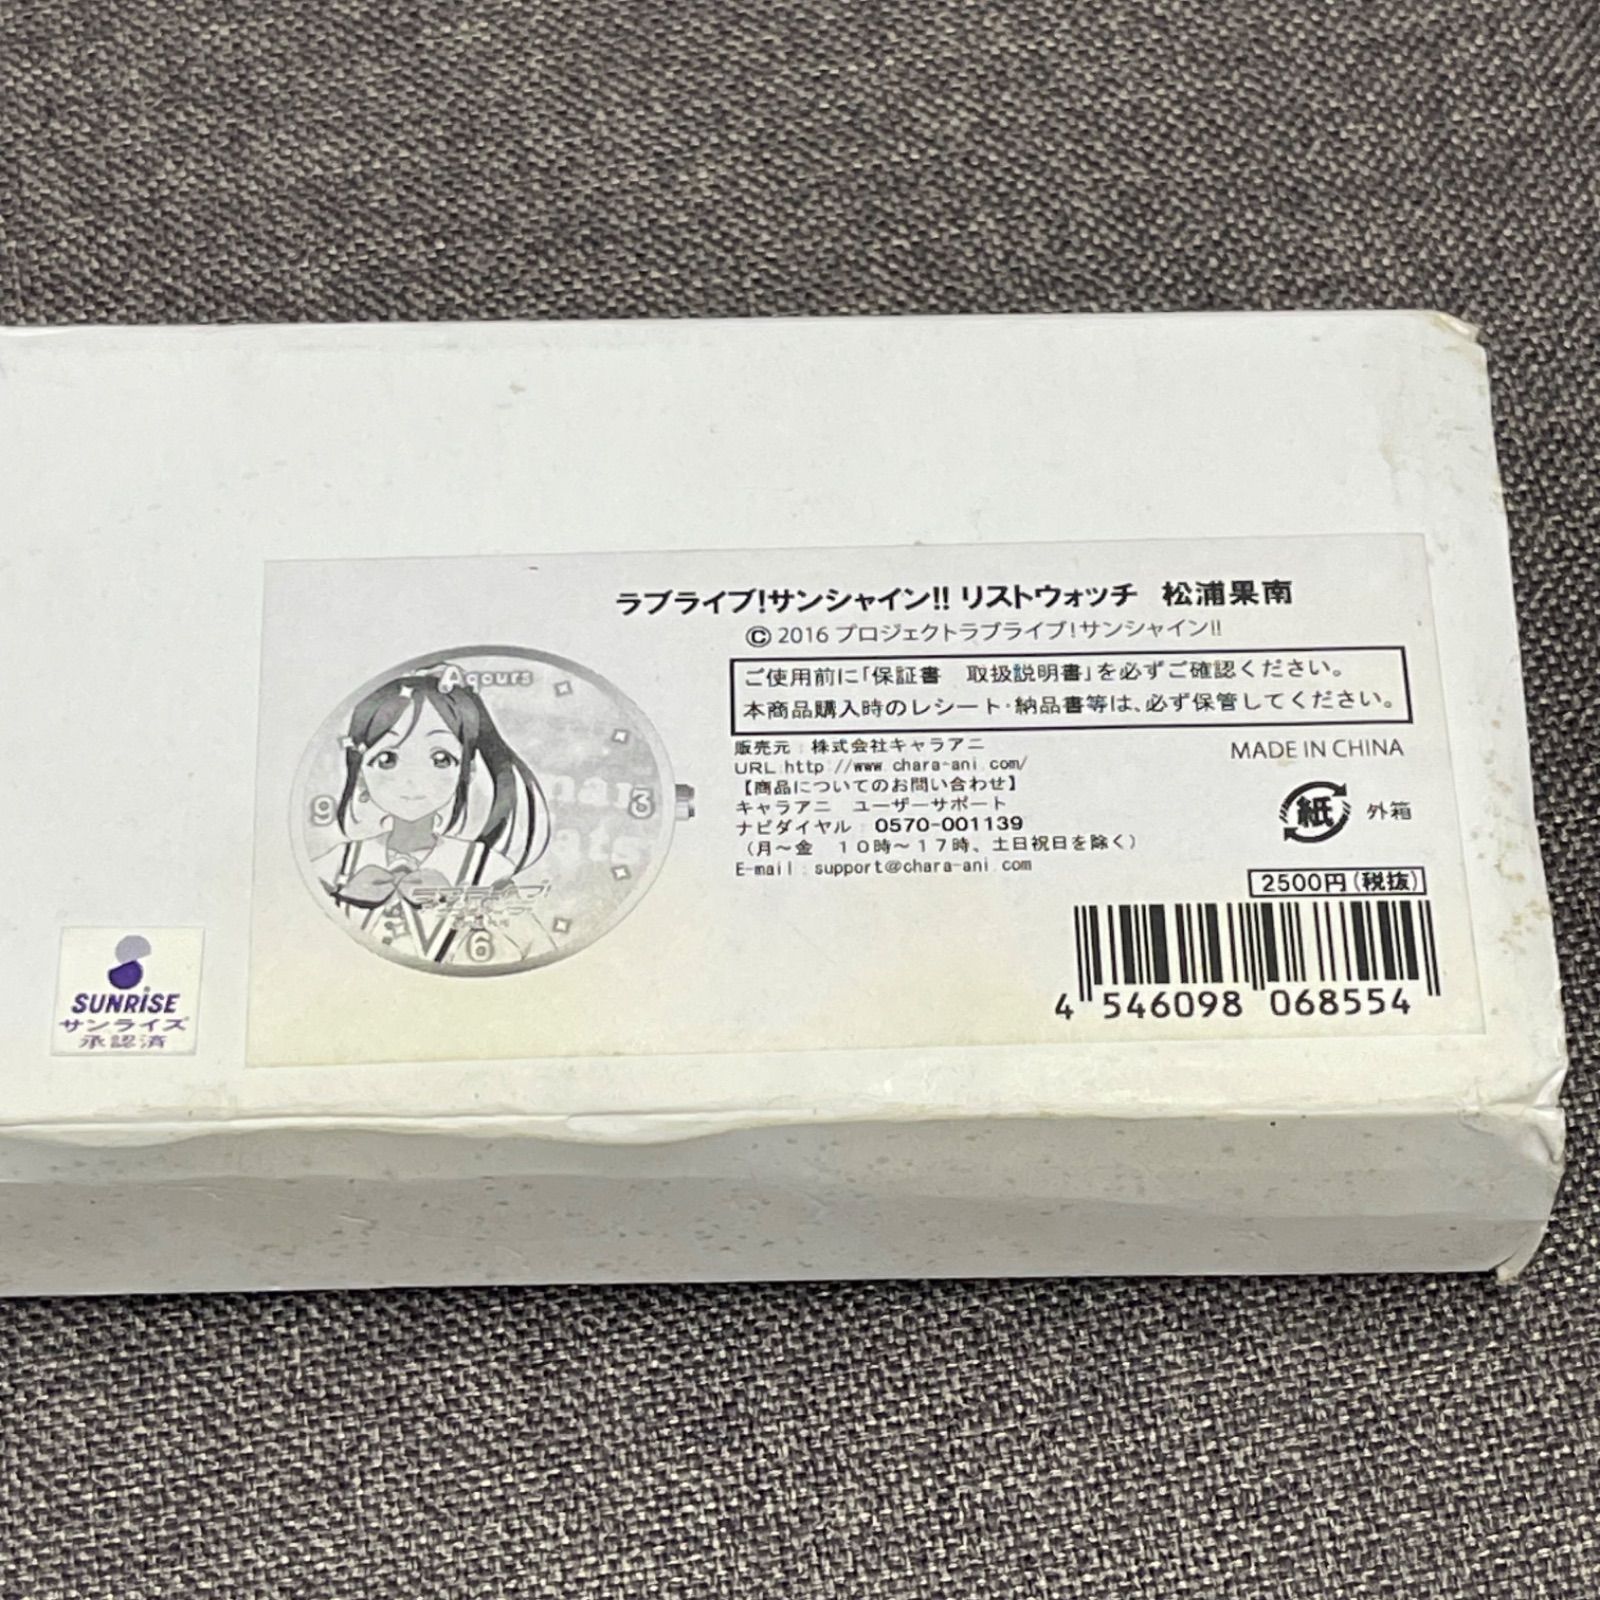 ラブライブ!サンシャイン!! リストウォッチ 松浦果南
© 2016 プロジェクトラブライブ!サンシャイン!!
ご使用前に「保証書 取扱説明書」を必ずご確認ください。
本商品購入時のレシート・納品書等は、必ず保管してください。
販売元：株式会社キャラアニ
URL:http://www.chara-ani.com/
【商品についてのお問い合わせ】
キャラアニ ユーザーサポート
ナビダイヤル：0570-001139
（月～金 10時～17時、土日祝日を除く）
E-mail：support@chara-ani.com
MADE IN CHINA
紙 外箱
2500円(税抜)
4 546098 068554
Aqours
9
3
6
ラブライブ!
SUNRISE
サンライズ
承認済